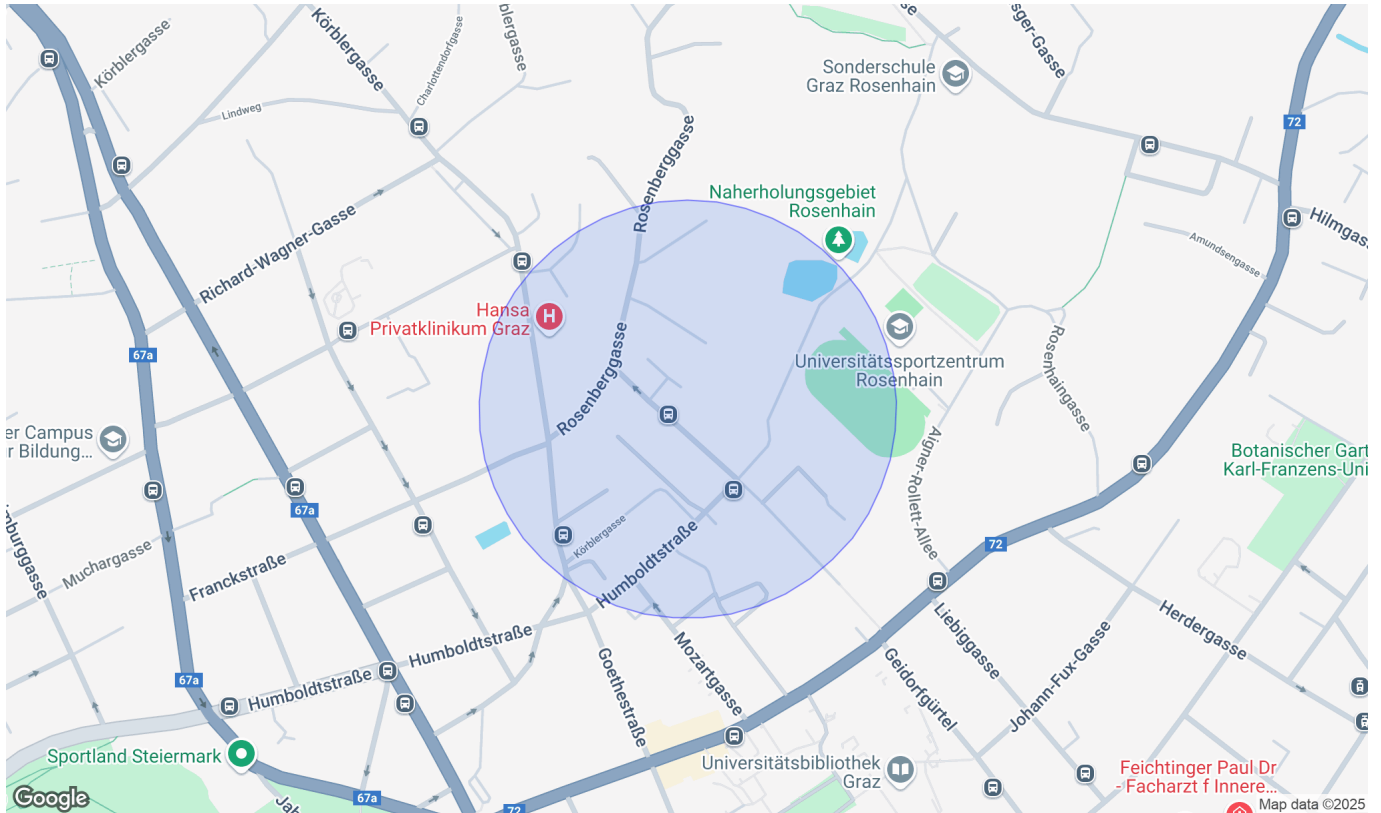 Körblergasse
Körblergasse
Charlottendorfgasse
blergasse
Lindweg
Sonderschule
Graz Rosenhain
72
Rosenberggasse
Naherholungsgebiet
Rosenhain
Hilmgas
Amundsengasse
Richard-Wagner-Gasse
Hansa
Privatklinikum Graz
H
67a
Rosenberggasse
Universitätssportzentrum
Rosenhain
Rosenhaingasse
er Campus
r Bildung...
Aigner-Rollett-Allee
Botanischer Gart
Karl-Franzens-Uni
67a
Muchargasse
Franckstraße
Körblergasse
Humboldtstraße
72
Humboldtstraße
Humboldtstraße
67a
Goethestraße
Mozartgasse
Geidorfgürtel
Liebiggasse
Johann-Fux-Gasse
Herdergasse
Sportland Steiermark
Universitätsbibliothek
Graz
Feichtinger Paul Dr
- Facharzt f Innere...
67a
72
Google
Map data ©2025